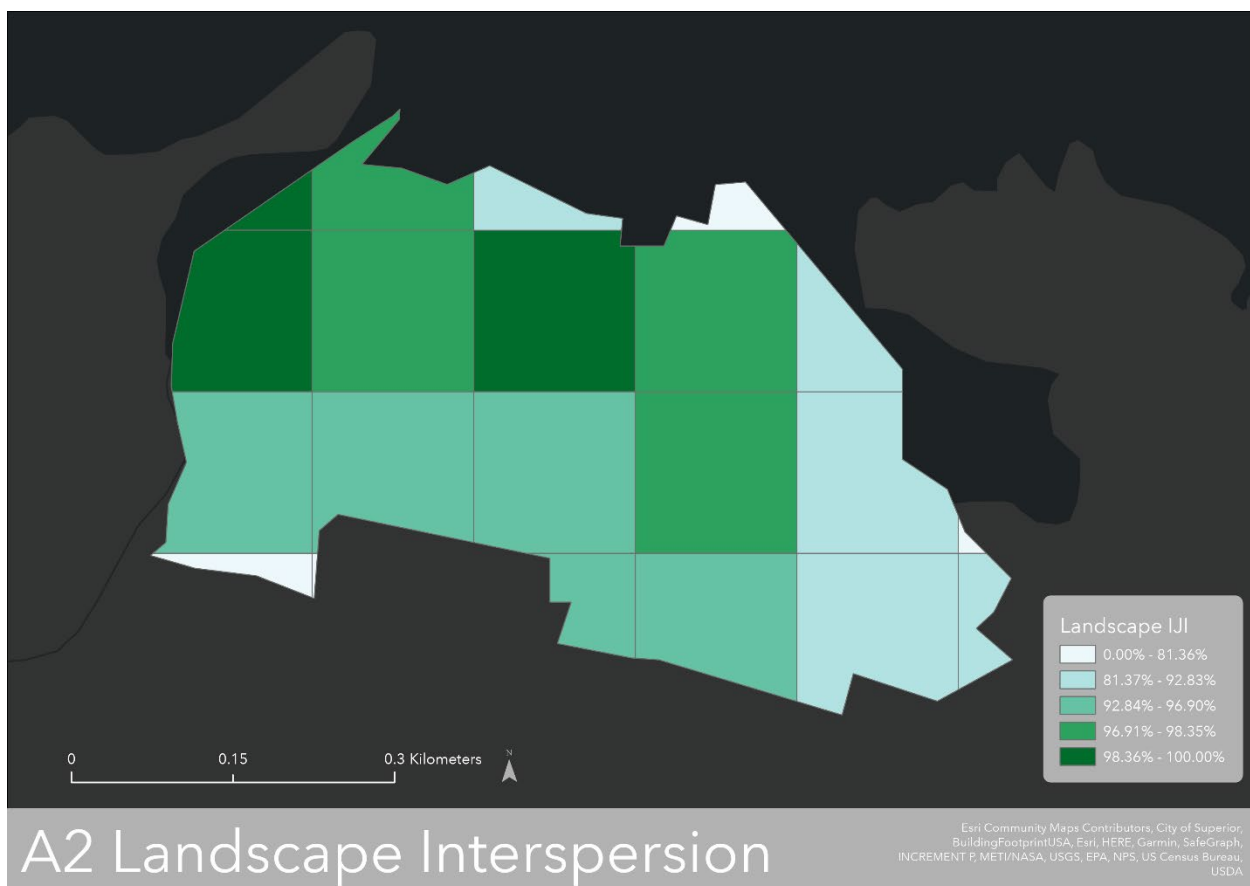 Landscape IJI
0.00% - 81.36%
81.37% - 92.83%
92.84% - 96.90%
96.91% - 98.35%
98.36% - 100.00%
0 0.15 0.3 Kilometers
N
A2 Landscape Interspersion
Esri Community Maps Contributors, City of Superior,
BuildingFootprintUSA, Esri, HERE, Garmin, SafeGraph,
INCREMENT P, METI/NASA, USGS, EPA, NPS, US Census Bureau,
USDA